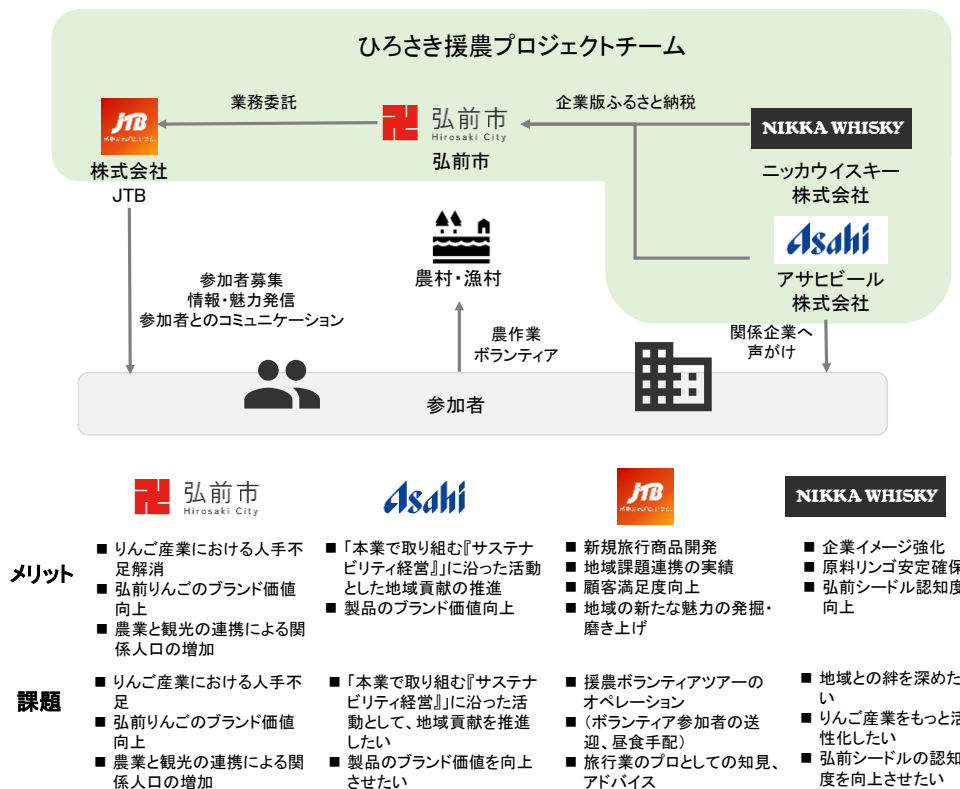 ひろさき援農プロジェクトチーム
業務委託
企業版ふるさと納税
JTB
弘前市
Hirosaki City
NIKKA WHISKY
株式会社
JTB
弘前市
ニッカウイスキー
株式会社
Asahi
アサヒビール
株式会社
農村・漁村
参加者募集
情報・魅力発信
参加者とのコミュニケーション
農作業
ボランティア
関係企業へ
声がけ
参加者
弘前市
Hirosaki City
Asahi
JTB
NIKKA WHISKY
メリット
■ りんご産業における人手不
足解消
■ 弘前りんごのブランド価値
向上
■ 農業と観光の連携による関
係人口の増加
■ 「本業で取り組む『サステナ
ビリティ経営』」に沿った活動
とした地域貢献の推進
■ 製品のブランド価値向上
■ 新規旅行商品開発
■ 地域課題連携の実績
■ 顧客満足度向上
■ 地域の新たな魅力の発掘・
磨き上げ
■ 企業イメージ強化
■ 原料リンゴ安定確保
■ 弘前シードル認知度
向上
課題
■ りんご産業における人手不
足
■ 弘前りんごのブランド価値
向上
■ 農業と観光の連携による関
係人口の増加
■ 「本業で取り組む『サステナ
ビリティ経営』」に沿った活
動として、地域貢献を推進
したい
■ 製品のブランド価値を向上
させたい
■ 援農ボランティアツアーの
オペレーション
■ （ボランティア参加者の送
迎、昼食手配）
■ 旅行業のプロとしての知見、
アドバイス
■ 地域との絆を深めた
い
■ りんご産業をもっと活
性化したい
■ 弘前シードルの認知
度を向上させたい